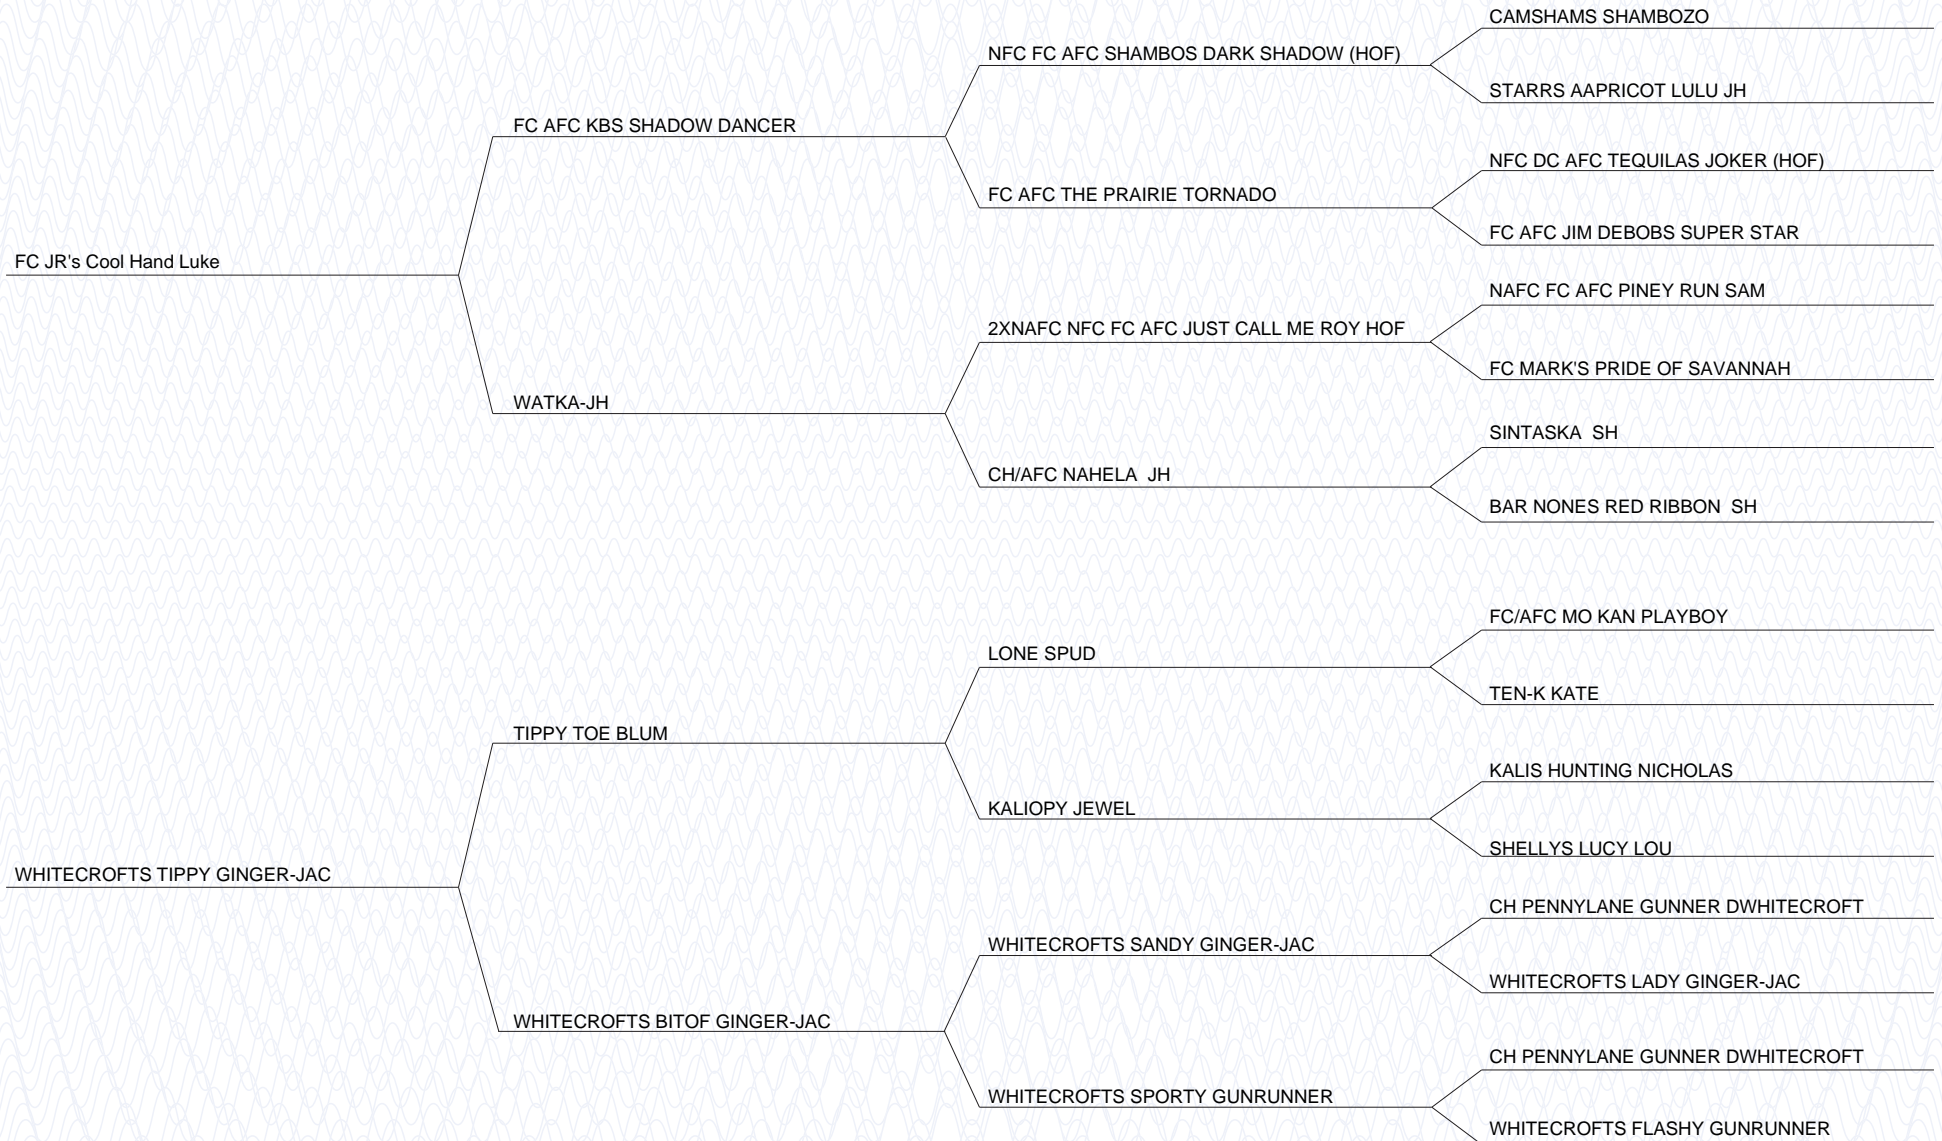 CAMSHAMS SHAMBOZO
NFC FC AFC SHAMBOS DARK SHADOW (HOF)
STARRS AAPRICOT LULU JH
FC AFC KBS SHADOW DANCER
NFC DC AFC TEQUILAS JOKER (HOF)
FC AFC THE PRAIRIE TORNADO
FC AFC JIM DEBOBS SUPER STAR
FC JR's Cool Hand Luke
NAFC FC AFC PINEY RUN SAM
2XNAFC NFC FC AFC JUST CALL ME ROY HOF
FC MARK'S PRIDE OF SAVANNAH
WATKA-JH
SINTASKA  SH
CH/AFC NAHELA  JH
BAR NONES RED RIBBON  SH
FC/AFC MO KAN PLAYBOY
LONE SPUD
TEN-K KATE
TIPPY TOE BLUM
KALIS HUNTING NICHOLAS
KALIOPY JEWEL
SHELLYS LUCY LOU
WHITECROFTS TIPPY GINGER-JAC
CH PENNYLANE GUNNER DWHITECROFT
WHITECROFTS SANDY GINGER-JAC
WHITECROFTS LADY GINGER-JAC
WHITECROFTS BITOF GINGER-JAC
CH PENNYLANE GUNNER DWHITECROFT
WHITECROFTS SPORTY GUNRUNNER
WHITECROFTS FLASHY GUNRUNNER